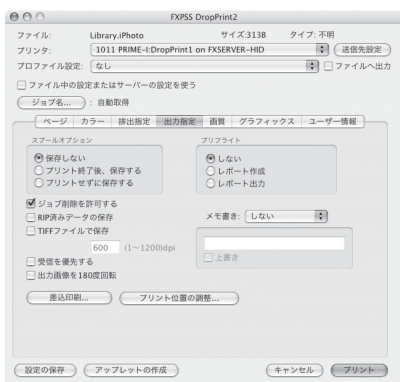 FXPSS DropPrint2
ファイル: Library.iPhoto サイズ:313B タイプ: 不明
プリンタ: 1011 PRIME-I:DropPrint1 on FXSERVER-HID 送信先設定
プロファイル設定: なし ファイルへ出力
ファイル中の設定またはサーバーの設定を使う
ジョブ名... : 自動取得
ページ カラー 排出指定 出力指定 画質 グラフィックス ユーザー情報
スプールオプション プリフライト
保存しない しない
プリント終了後、保存する レポート作成
プリントせずに保存する レポート出力
ジョブ削除を許可する
RIP済みデータの保存 メモ書き: しない
TIFFファイルで保存
600 (1~1200)dpi
上書き
受信を優先する
出力画像を180度回転
差込印刷... プリント位置の調整...
設定の保存 アップレットの作成 キャンセル プリント